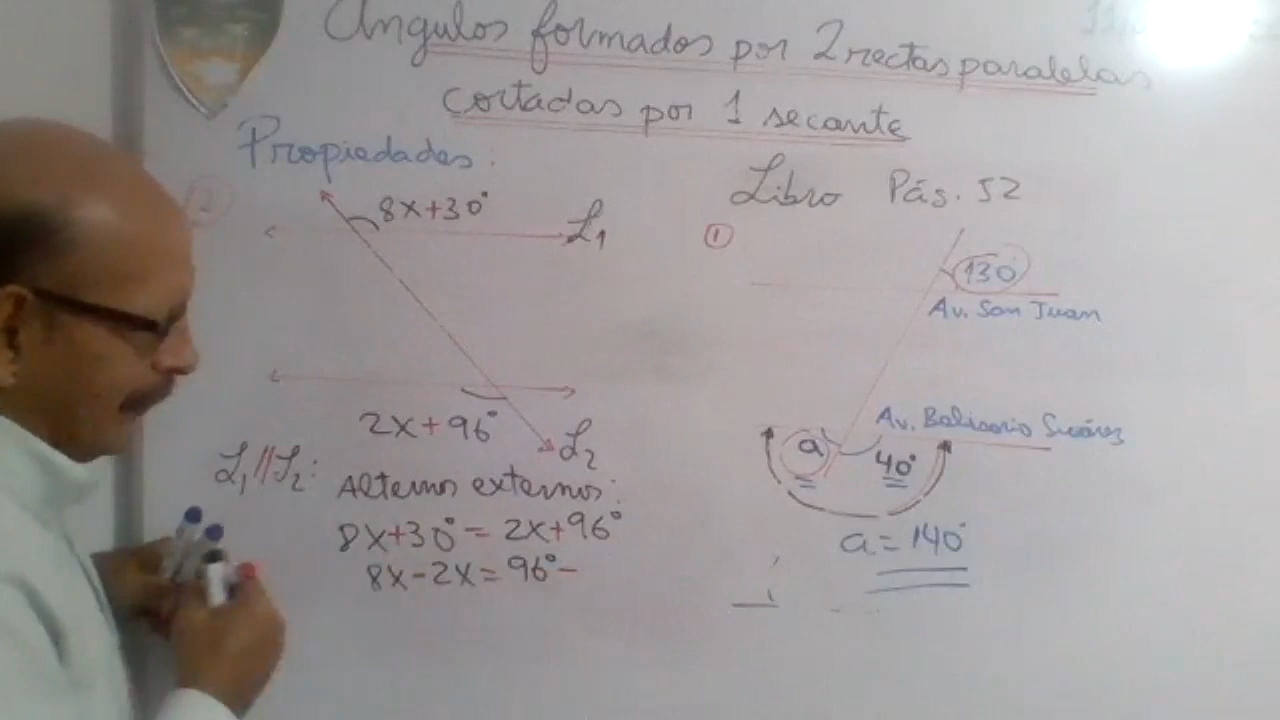 Angulos formados por 2 rectas paralelas
cortadas por 1 secante
Propiedades:
2
8x+30°
L1
2x+96°
L2
L1//L2:
Alternos externos:
8x+30°=2x+96°
8x-2x=96°-
Libro Pág. 52
1
130°
Av. San Juan
Av. Belisario Suárez
a
40°
a=140°